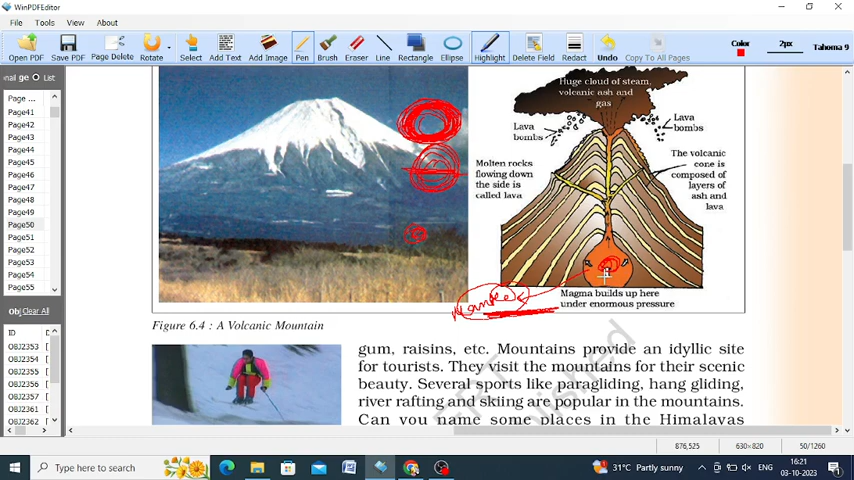 WinPDFEditor
File Tools View About
Open PDF Save PDF Page Delete Rotate Select Add Text Add Image Pen Brush Eraser Line Rectangle Ellipse Highlight Delete Field Redact Undo Copy To All Pages Color 2px Tahoma 9
nail ge List
Page ...
Page41
Page42
Page43
Page44
Page45
Page46
Page47
Page48
Page49
Page50
Page51
Page52
Page53
Page54
Page55
Obj Clear All
ID
OBJ2353 [
OBJ2354 [
OBJ2355 [
OBJ2356 [
OBJ2357 [
OBJ2361 [
OBJ2362
Huge cloud of steam,
volcanic ash and
gas
Lava
bombs
Lava
bombs
Molten rocks
flowing down
the side is
called lava
The volcanic
cone is
composed of
layers of
ash and
lava
Magma builds up here
under enormous pressure
Figure 6.4 : A Volcanic Mountain
gum, raisins, etc. Mountains provide an idyllic site
for tourists. They visit the mountains for their scenic
beauty. Several sports like paragliding, hang gliding,
river rafting and skiing are popular in the mountains.
Can you name some places in the Himalayas
876,525 630×820 50/1260
Type here to search
31°C Partly sunny
ENG
16:21
03-10-2023